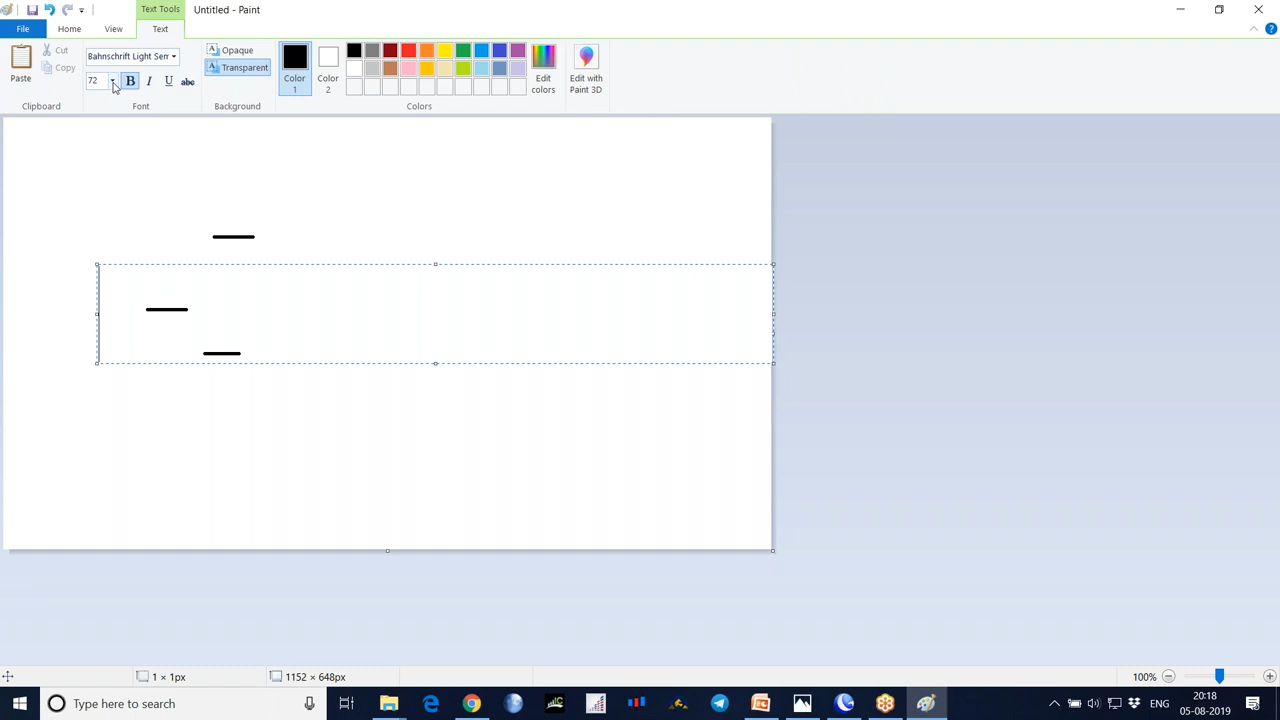 Text Tools
Untitled - Paint
File
Home
View
Text
Paste
Cut
Copy
Clipboard
Bahnschrift Light Sem
72
B I U abc
Font
Opaque
Transparent
Background
Color 1
Color 2
Colors
Edit colors
Edit with Paint 3D
1 × 1px
1152 × 648px
100%
Type here to search
ENG
20:18
05-08-2019